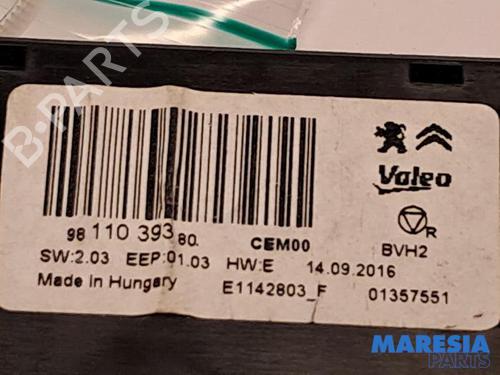 B-PARTS
Valeo
R
98 110 393 80.
CEM00
BVH2
SW:2.03 EEP:01.03 HW:E 14.09.2016
Made in Hungary E1142803_F 01357551
MARESIA
PARTS